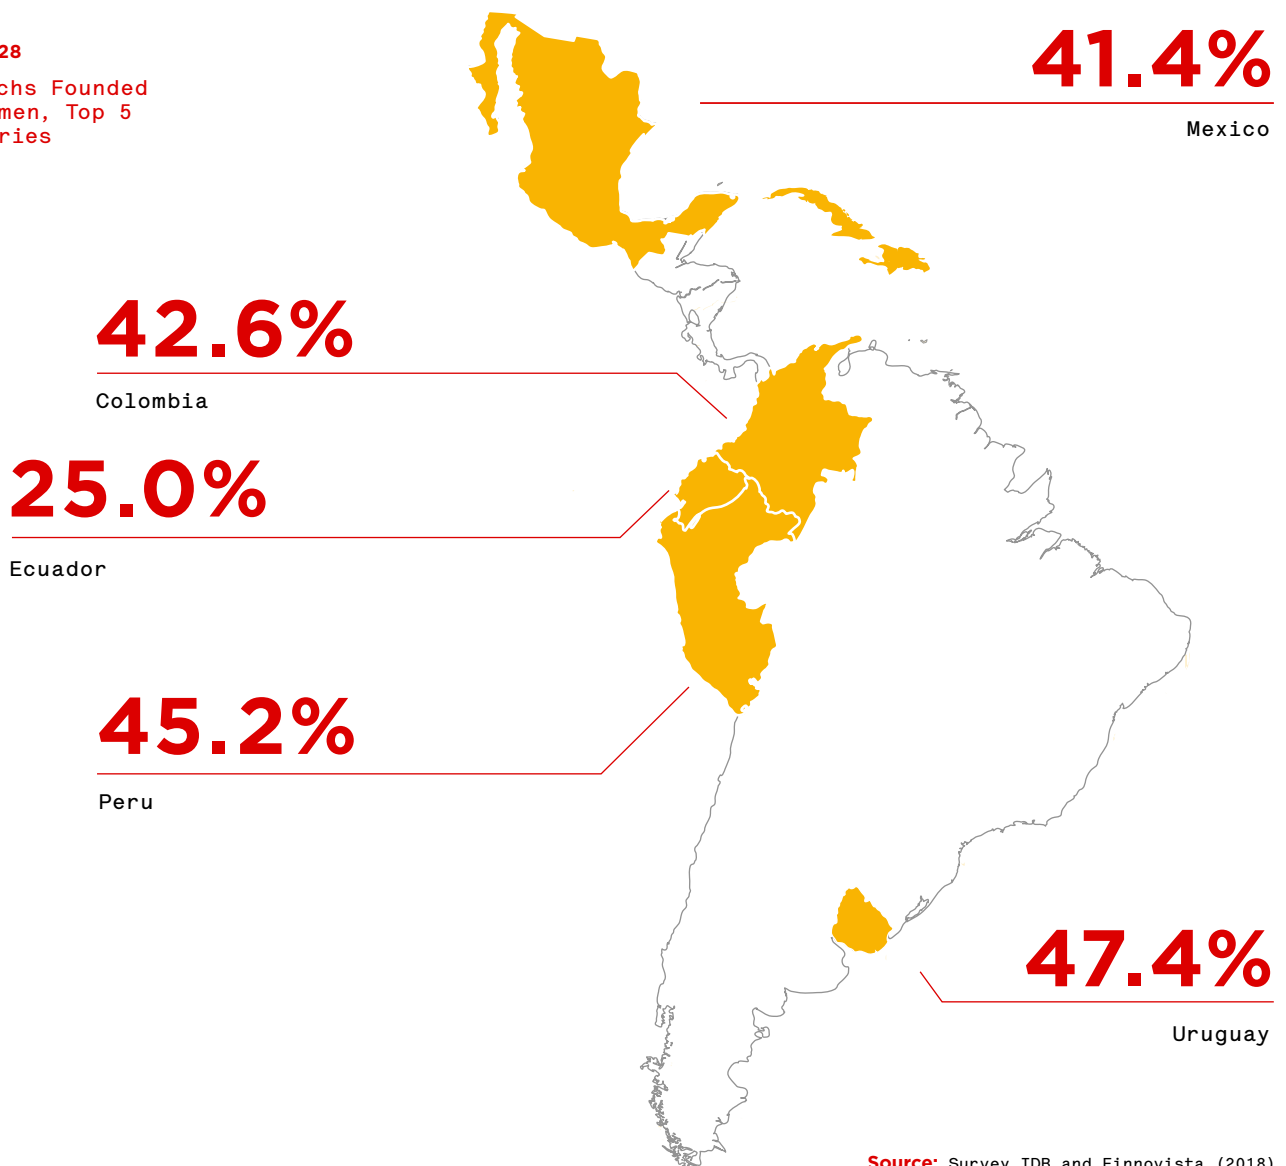 28
chs Founded
men, Top 5
ries
41.4%
Mexico
42.6%
Colombia
25.0%
Ecuador
45.2%
Peru
47.4%
Uruguay
Source: Survey IDB and Finnovista (2018)